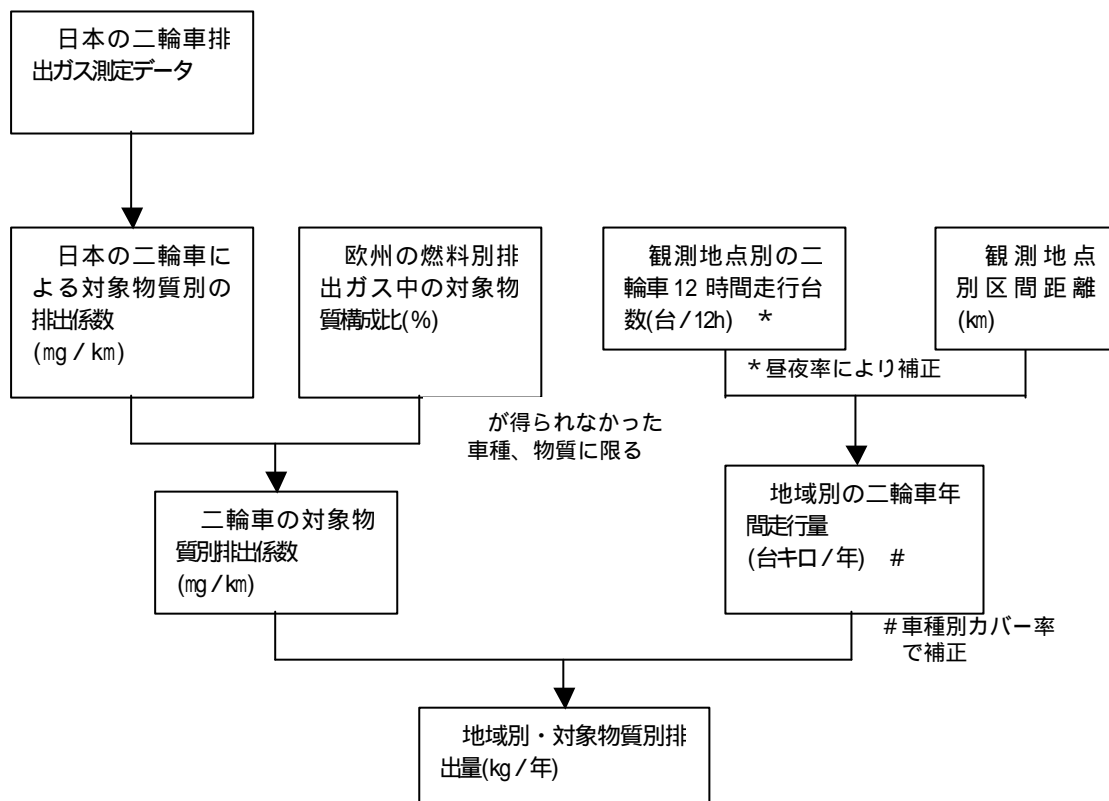 日本の二輪車排
出ガス測定データ
日本の二輪車に
よる対象物質別の
排出係数
(mg/km)
欧州の燃料別排
出ガス中の対象物
質構成比(%)
観測地点別の二
輪車12時間走行台
数(台/12h) *
観測地点
別区間距離
(km)
*昼夜率により補正
が得られなかった
車種、物質に限る
二輪車の対象物
質別排出係数
(mg/km)
地域別の二輪車年
間走行量
(台キロ/年) #
#車種別カバー率
で補正
地域別・対象物質別排
出量(kg/年)